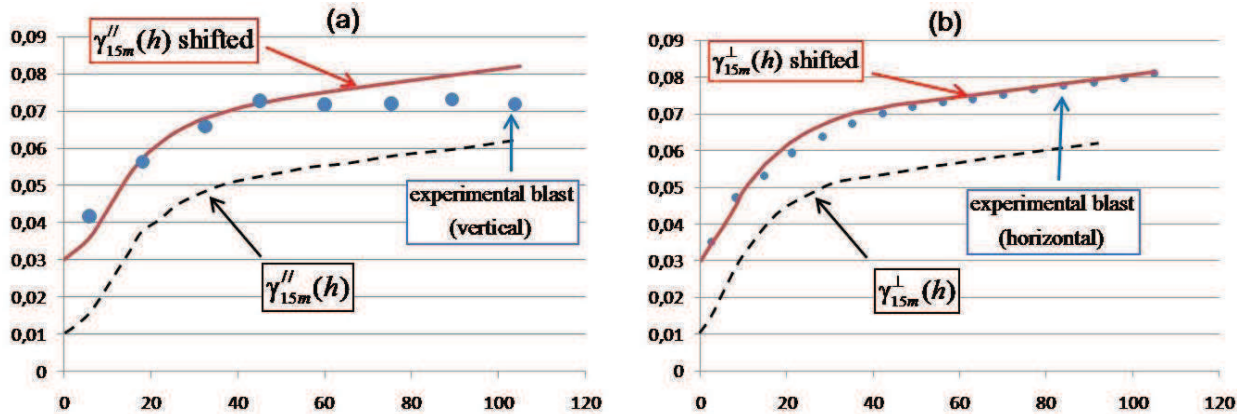 (a)
0,09
0,08
0,07
0,06
0,05
0,04
0,03
0,02
0,01
0
0 20 40 60 80 100 120
γ//15m(h) shifted
experimental blast
(vertical)
γ//15m(h)
(b)
0,09
0,08
0,07
0,06
0,05
0,04
0,03
0,02
0,01
0
0 20 40 60 80 100 120
γ⊥15m(h) shifted
experimental blast
(horizontal)
γ⊥15m(h)